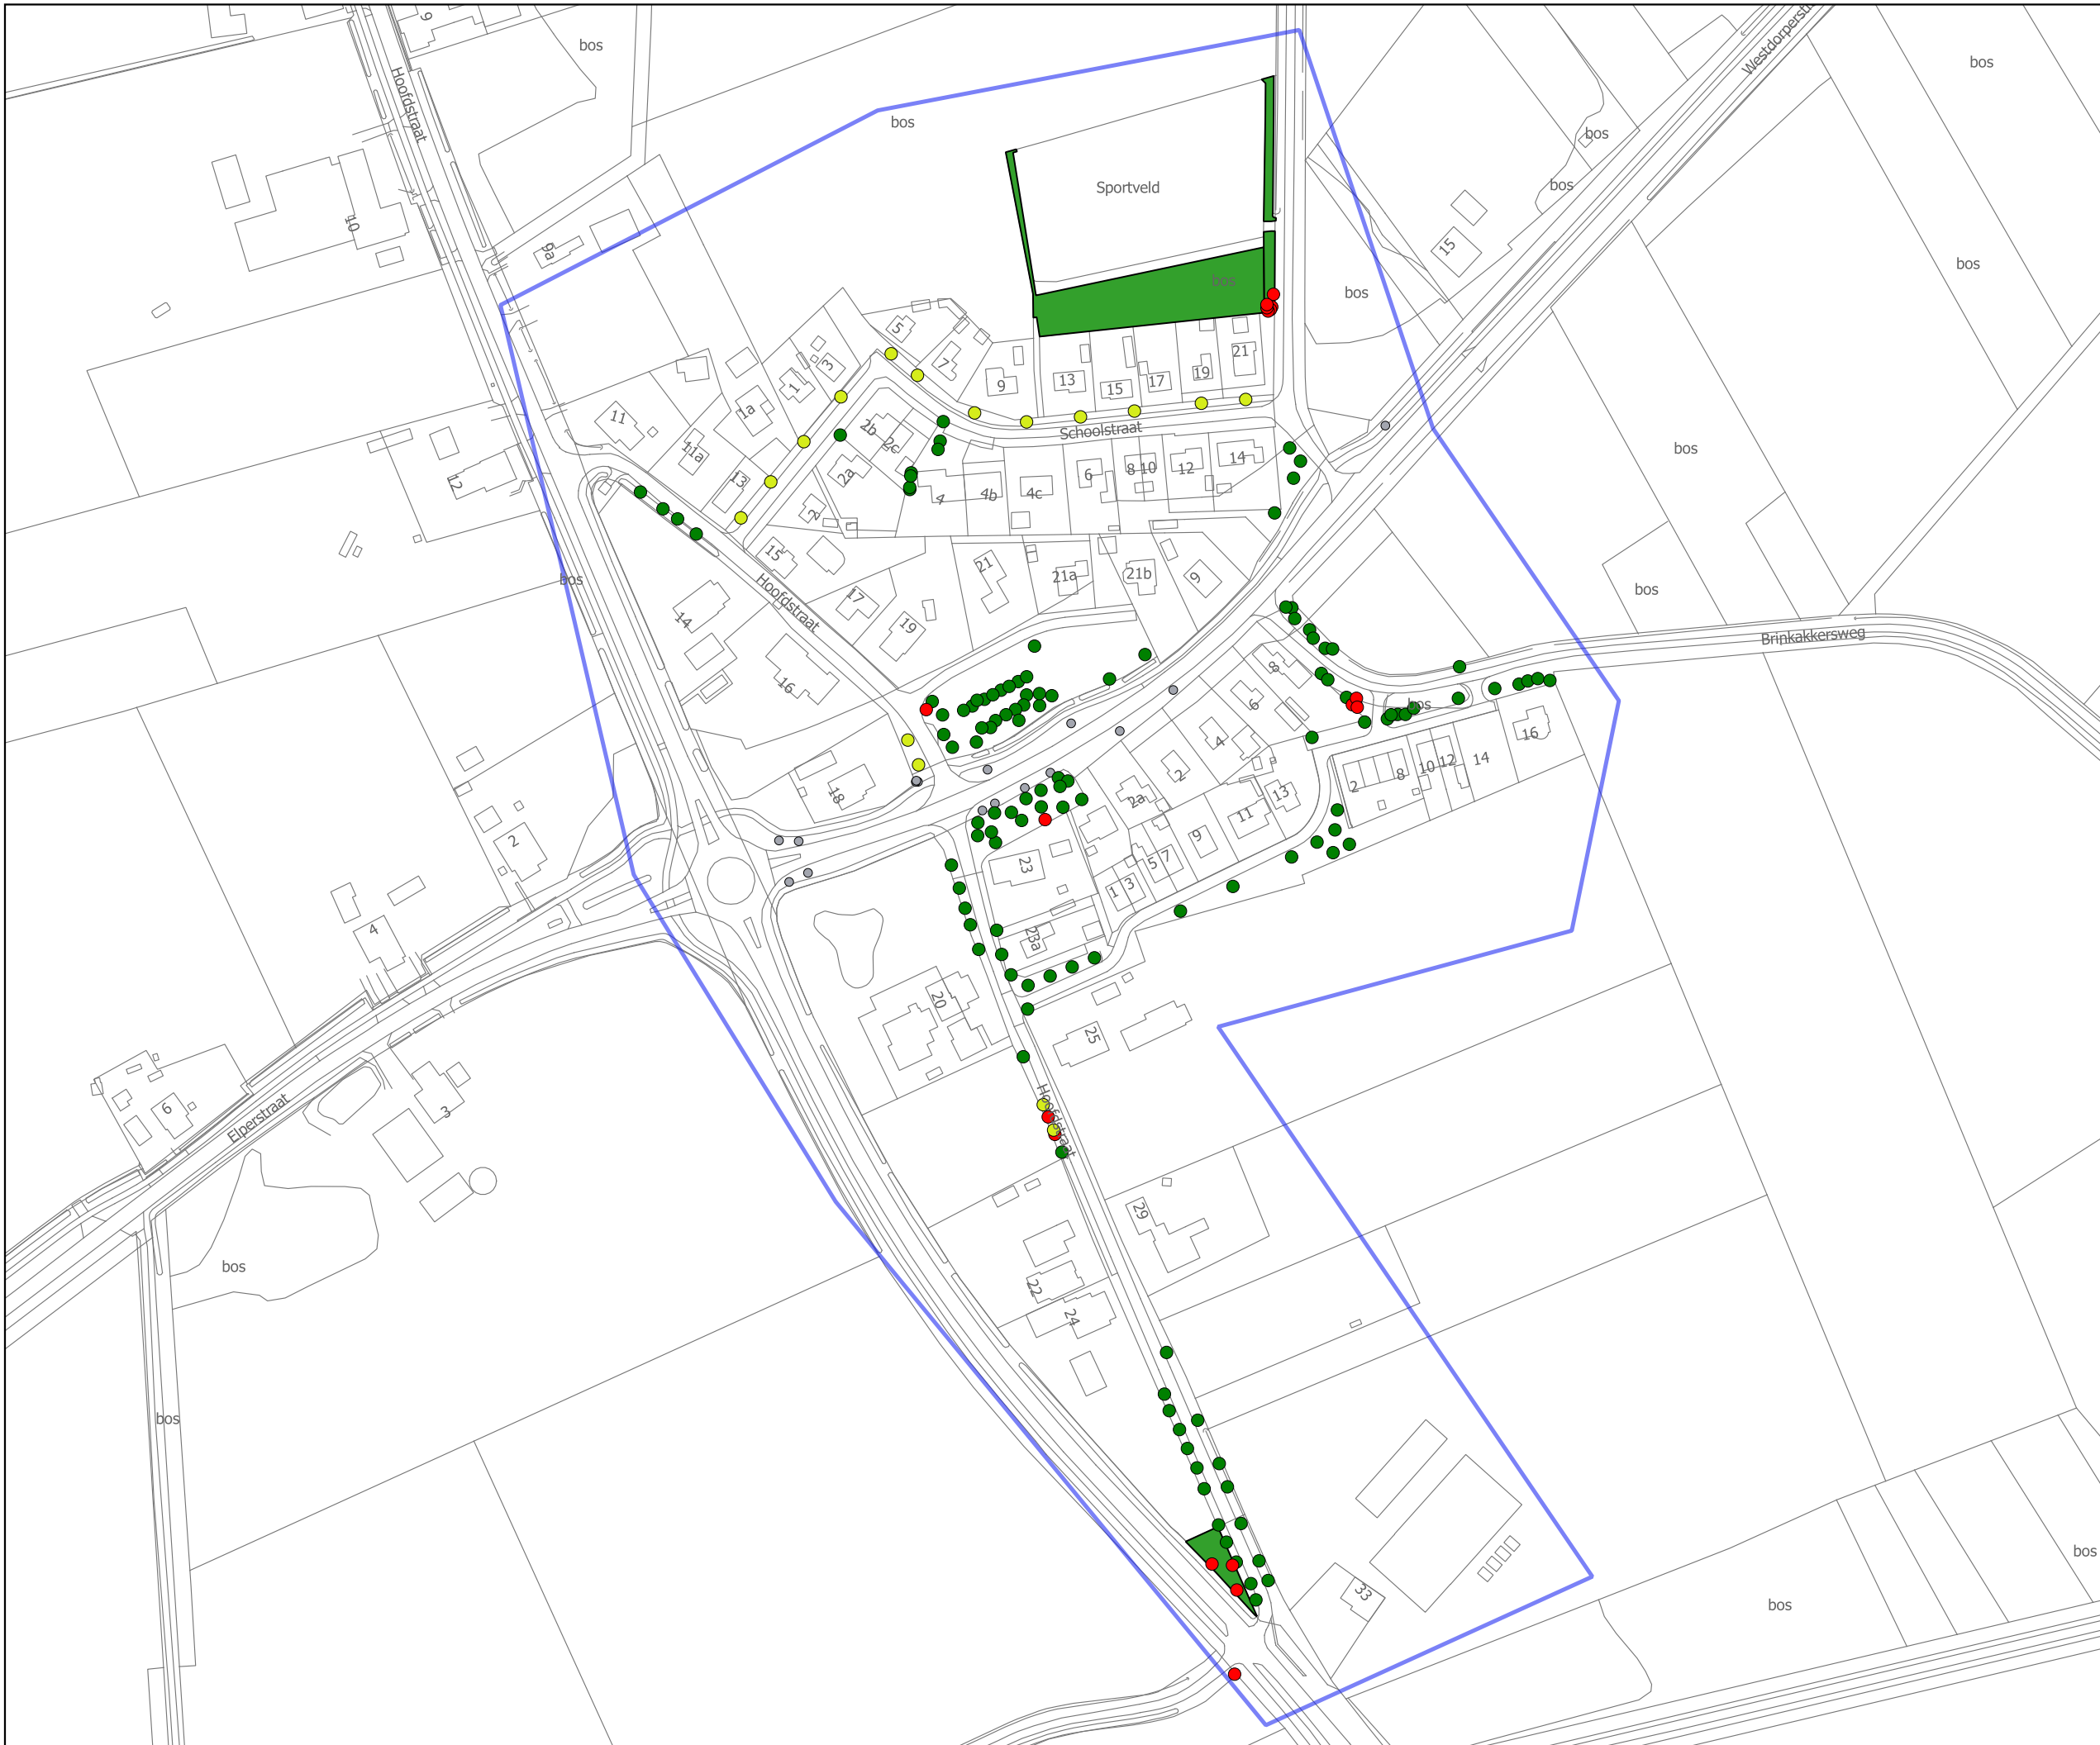 9
bos
Westdorperst
bos
Hoofdstraat
bos
bos
Sportveld
bos
10
9a
15
bos
bos
bos
5
7
3
1
9
13
15
17
19
21
1a
11
11a
13
2b
2c
2a
2
Schoolstraat
bos
12
4
4b
4c
6
8
10
12
14
15
21
21a
21b
9
bos
bos
Hoofdstraat
17
19
14
16
Brinkakkersweg
8
6
4
2
bos
16
14
12
10
8
2
18
2a
13
11
9
7
5
3
1
23
23a
2
4
20
25
6
Elperstraat
3
Hoofdstraat
29
bos
22
24
bos
33
bos
bos